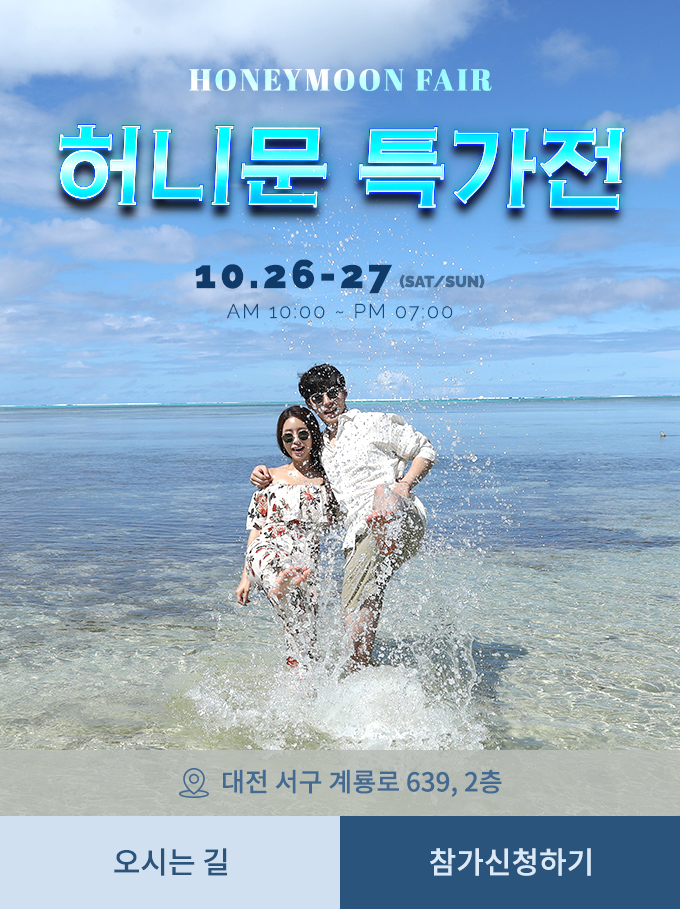 HONEYMOON FAIR
허니문 특가전
10.26-27 (SAT/SUN)
AM 10:00 ~ PM 07:00
대전 서구 계룡로 639, 2층
오시는 길
참가신청하기